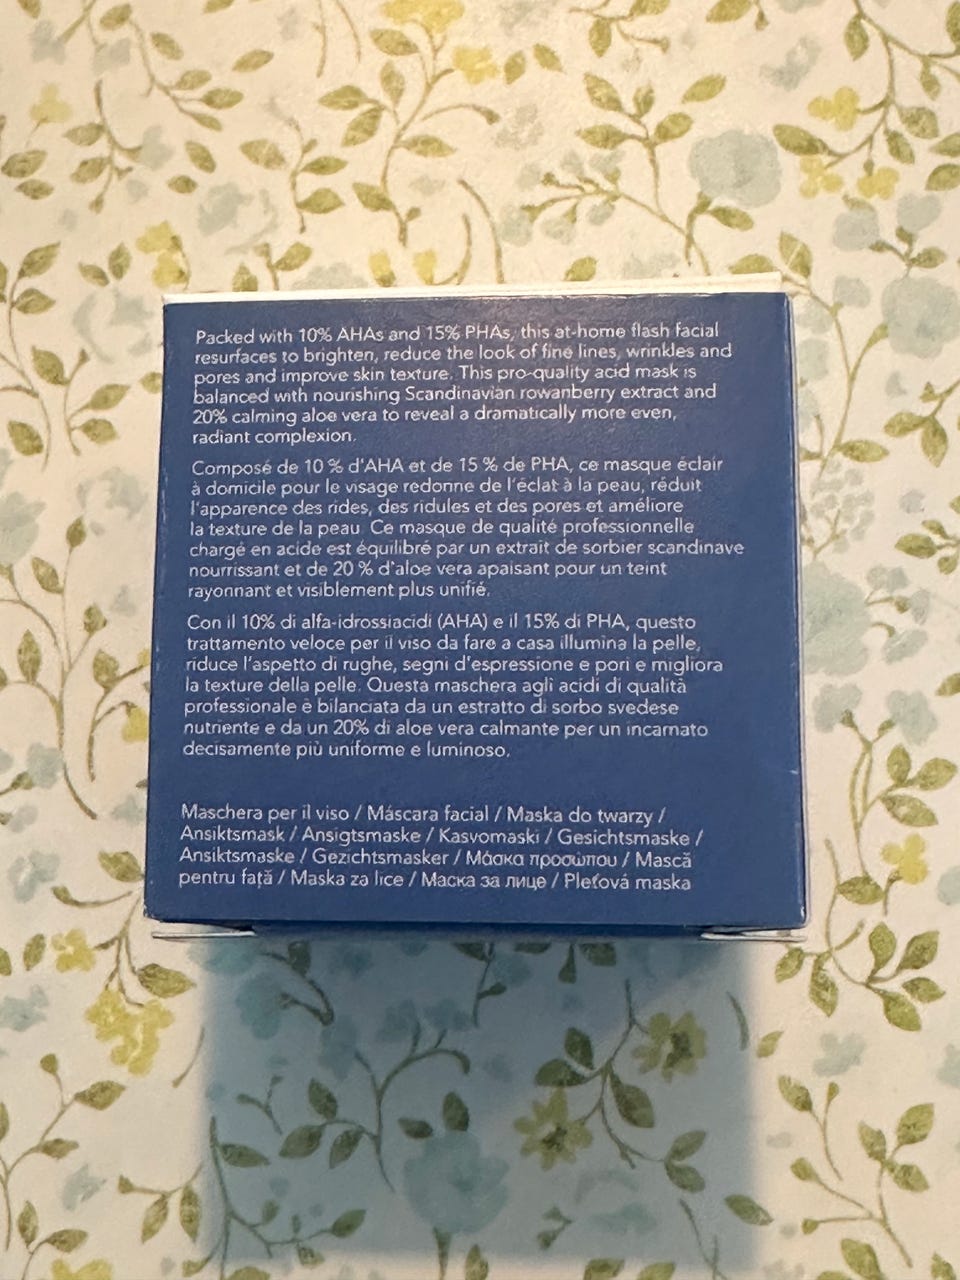 Packed with 10% AHAs and 15% PHAs, this at-home flash facial
resurfaces to brighten, reduce the look of fine lines, wrinkles and
pores and improve skin texture. This pro-quality acid mask is
balanced with nourishing Scandinavian rowanberry extract and
20% calming aloe vera to reveal a dramatically more even,
radiant complexion.
Composé de 10 % d'AHA et de 15 % de PHA, ce masque éclair
à domicile pour le visage redonne de l'éclat à la peau, réduit
l'apparence des rides, des ridules et des pores et améliore
la texture de la peau. Ce masque de qualité professionnelle
chargé en acide est équilibré par un extrait de sorbier scandinave
nourrissant et de 20 % d'aloe vera apaisant pour un teint
rayonnant et visiblement plus unifié.
Con il 10% di alfa-idrossiacidi (AHA) e il 15% di PHA, questo
trattamento veloce per il viso da fare a casa illumina la pelle,
riduce l'aspetto di rughe, segni d'espressione e pori e migliora
la texture della pelle. Questa maschera agli acidi di qualità
professionale è bilanciata da un estratto di sorbo svedese
nutriente e da un 20% di aloe vera calmante per un incarnato
decisamente più uniforme e luminoso.
Maschera per il viso / Máscara facial / Maska do twarzy /
Ansiktsmask / Ansigtsmaske / Kasvomaski / Gesichtsmaske /
Ansiktsmaske / Gezichtsmasker / Μάσκα προσώπου / Mască
pentru față / Maska za lice / Маска за лице / Pleťová maska